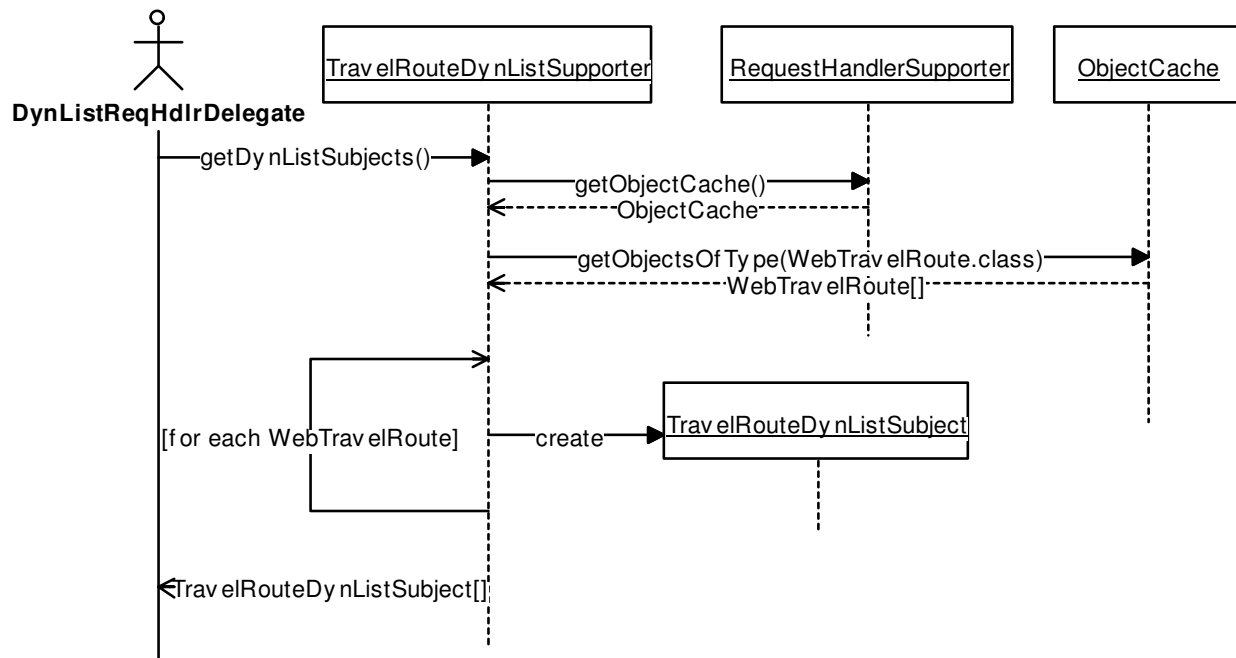 TravelRouteDynListSupporter
RequestHandlerSupporter
ObjectCache
DynListReqHdlrDelegate
getDynListSubjects()
getObjectCache()
ObjectCache
getObjectsOfType(WebTravelRoute.class)
WebTravelRoute[]
TravelRouteDynListSubject
[for each WebTravelRoute]
create
TravelRouteDynListSubject[]